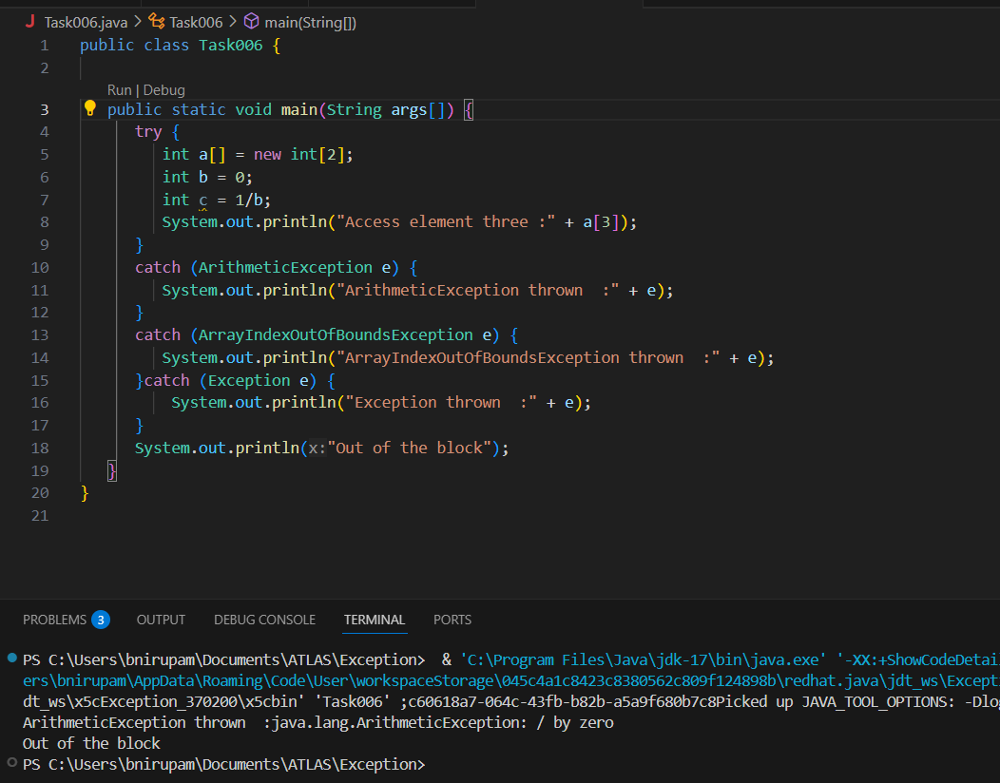 Task006.java > Task006 > main(String[])
1 public class Task006 {
2
Run | Debug
3 public static void main(String args[]) {
4 try {
5 int a[] = new int[2];
6 int b = 0;
7 int c = 1/b;
8 System.out.println("Access element three :" + a[3]);
9 }
10 catch (ArithmeticException e) {
11 System.out.println("ArithmeticException thrown  :" + e);
12 }
13 catch (ArrayIndexOutOfBoundsException e) {
14 System.out.println("ArrayIndexOutOfBoundsException thrown  :" + e);
15 }catch (Exception e) {
16 System.out.println("Exception thrown  :" + e);
17 }
18 System.out.println(x:"Out of the block");
19 }
20 }
21
PROBLEMS 3 OUTPUT DEBUG CONSOLE TERMINAL PORTS
PS C:\Users\bnirupam\Documents\ATLAS\Exception>  & 'C:\Program Files\Java\jdk-17\bin\java.exe' '-XX:+ShowCodeDetai
ers\bnirupam\AppData\Roaming\Code\User\workspaceStorage\045c4a1c8423c8380562c809f124898b\redhat.java\jdt_ws\Except
dt_ws\x5cException_370200\x5cbin' 'Task006' ;c60618a7-064c-43fb-b82b-a5a9f680b7c8Picked up JAVA_TOOL_OPTIONS: -Dlog
ArithmeticException thrown  :java.lang.ArithmeticException: / by zero
Out of the block
PS C:\Users\bnirupam\Documents\ATLAS\Exception>